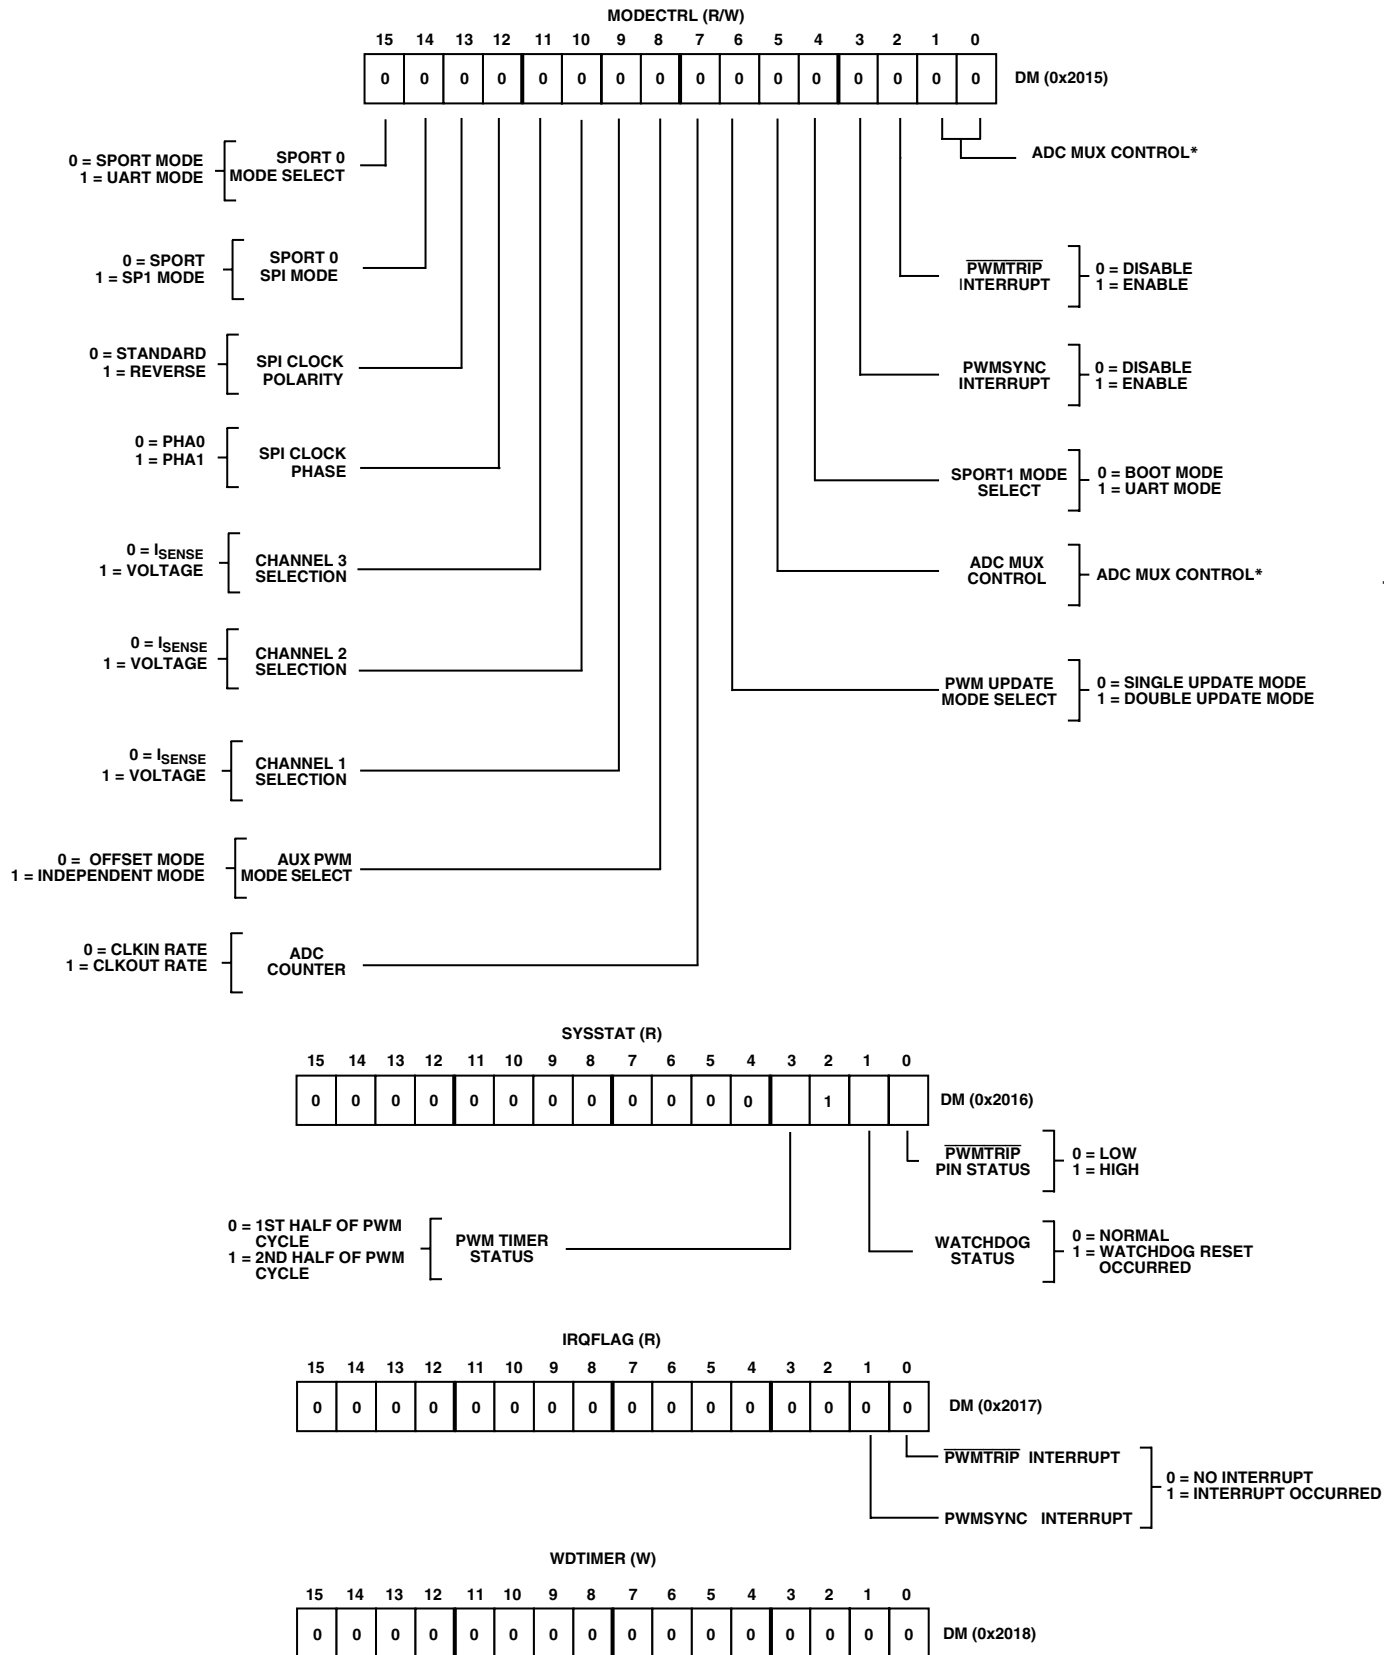 MODECTRL (R/W)
15 14 13 12 11 10 9 8 7 6 5 4 3 2 1 0
0 0 0 0 0 0 0 0 0 0 0 0 0 0 0 0 DM (0x2015)
0 = SPORT MODE
1 = UART MODE
SPORT 0
MODE SELECT
ADC MUX CONTROL*
0 = SPORT
1 = SP1 MODE
SPORT 0
SPI MODE
PWMTRIP
INTERRUPT
0 = DISABLE
1 = ENABLE
0 = STANDARD
1 = REVERSE
SPI CLOCK
POLARITY
PWMSYNC
INTERRUPT
0 = DISABLE
1 = ENABLE
0 = PHA0
1 = PHA1
SPI CLOCK
PHASE
SPORT1 MODE
SELECT
0 = BOOT MODE
1 = UART MODE
0 = ISENSE
1 = VOLTAGE
CHANNEL 3
SELECTION
ADC MUX
CONTROL
ADC MUX CONTROL*
0 = ISENSE
1 = VOLTAGE
CHANNEL 2
SELECTION
PWM UPDATE
MODE SELECT
0 = SINGLE UPDATE MODE
1 = DOUBLE UPDATE MODE
0 = ISENSE
1 = VOLTAGE
CHANNEL 1
SELECTION
0 = OFFSET MODE
1 = INDEPENDENT MODE
AUX PWM
MODE SELECT
0 = CLKIN RATE
1 = CLKOUT RATE
ADC
COUNTER
SYSSTAT (R)
15 14 13 12 11 10 9 8 7 6 5 4 3 2 1 0
0 0 0 0 0 0 0 0 0 0 0 0 1 DM (0x2016)
PWMTRIP
PIN STATUS
0 = LOW
1 = HIGH
0 = 1ST HALF OF PWM
CYCLE
1 = 2ND HALF OF PWM
CYCLE
PWM TIMER
STATUS
WATCHDOG
STATUS
0 = NORMAL
1 = WATCHDOG RESET
OCCURRED
IRQFLAG (R)
15 14 13 12 11 10 9 8 7 6 5 4 3 2 1 0
0 0 0 0 0 0 0 0 0 0 0 0 0 0 0 0 DM (0x2017)
PWMTRIP INTERRUPT
PWMSYNC INTERRUPT
0 = NO INTERRUPT
1 = INTERRUPT OCCURRED
WDTIMER (W)
15 14 13 12 11 10 9 8 7 6 5 4 3 2 1 0
0 0 0 0 0 0 0 0 0 0 0 0 0 0 0 0 DM (0x2018)